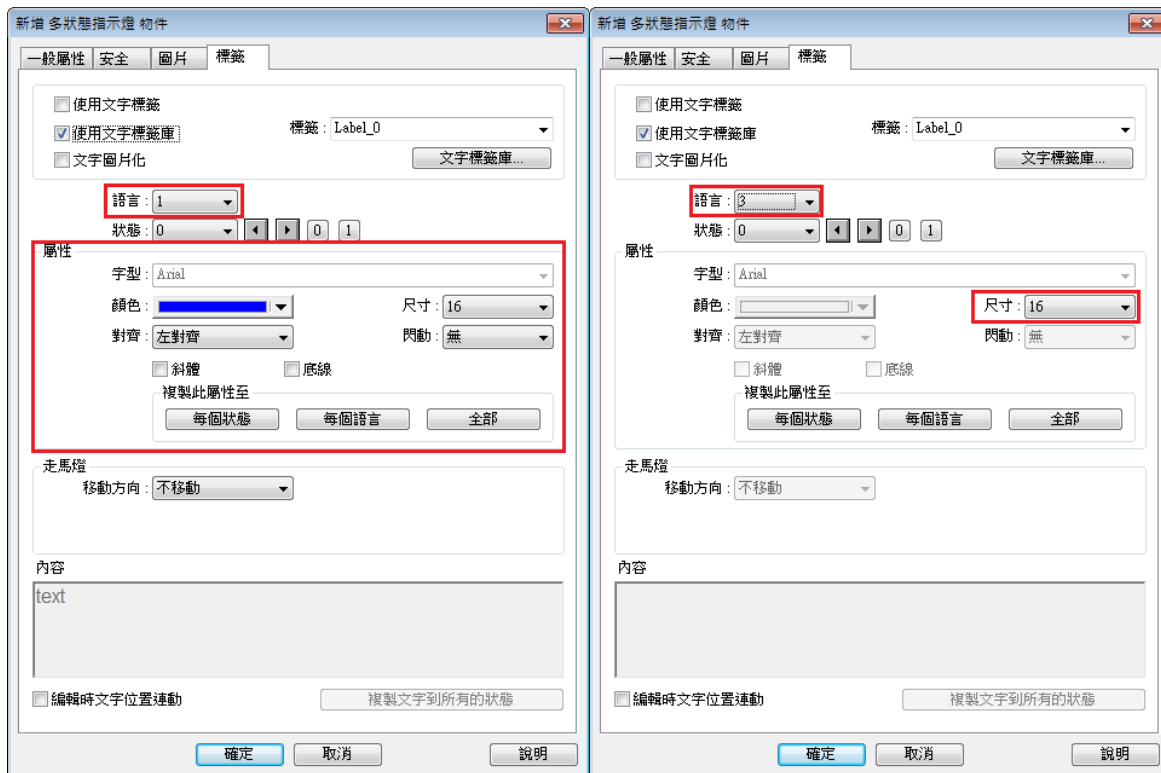 新增 多狀態指示燈 物件
一般屬性 安全 圖片 標籤
使用文字標籤
使用文字標籤庫 標籤 : Label_0
文字圖片化 文字標籤庫...
語言 : 1
狀態 : 0 0 1
屬性
字型 : Arial
顏色 : 尺寸 : 16
對齊 : 左對齊 閃動 : 無
斜體 底線
複製此屬性至
每個狀態 每個語言 全部
走馬燈
移動方向 : 不移動
內容
text
編輯時文字位置連動 複製文字到所有的狀態
確定 取消 說明
新增 多狀態指示燈 物件
一般屬性 安全 圖片 標籤
使用文字標籤
使用文字標籤庫 標籤 : Label_0
文字圖片化 文字標籤庫...
語言 : 3
狀態 : 0 0 1
屬性
字型 : Arial
顏色 : 尺寸 : 16
對齊 : 左對齊 閃動 : 無
斜體 底線
複製此屬性至
每個狀態 每個語言 全部
走馬燈
移動方向 : 不移動
內容
編輯時文字位置連動 複製文字到所有的狀態
確定 取消 說明